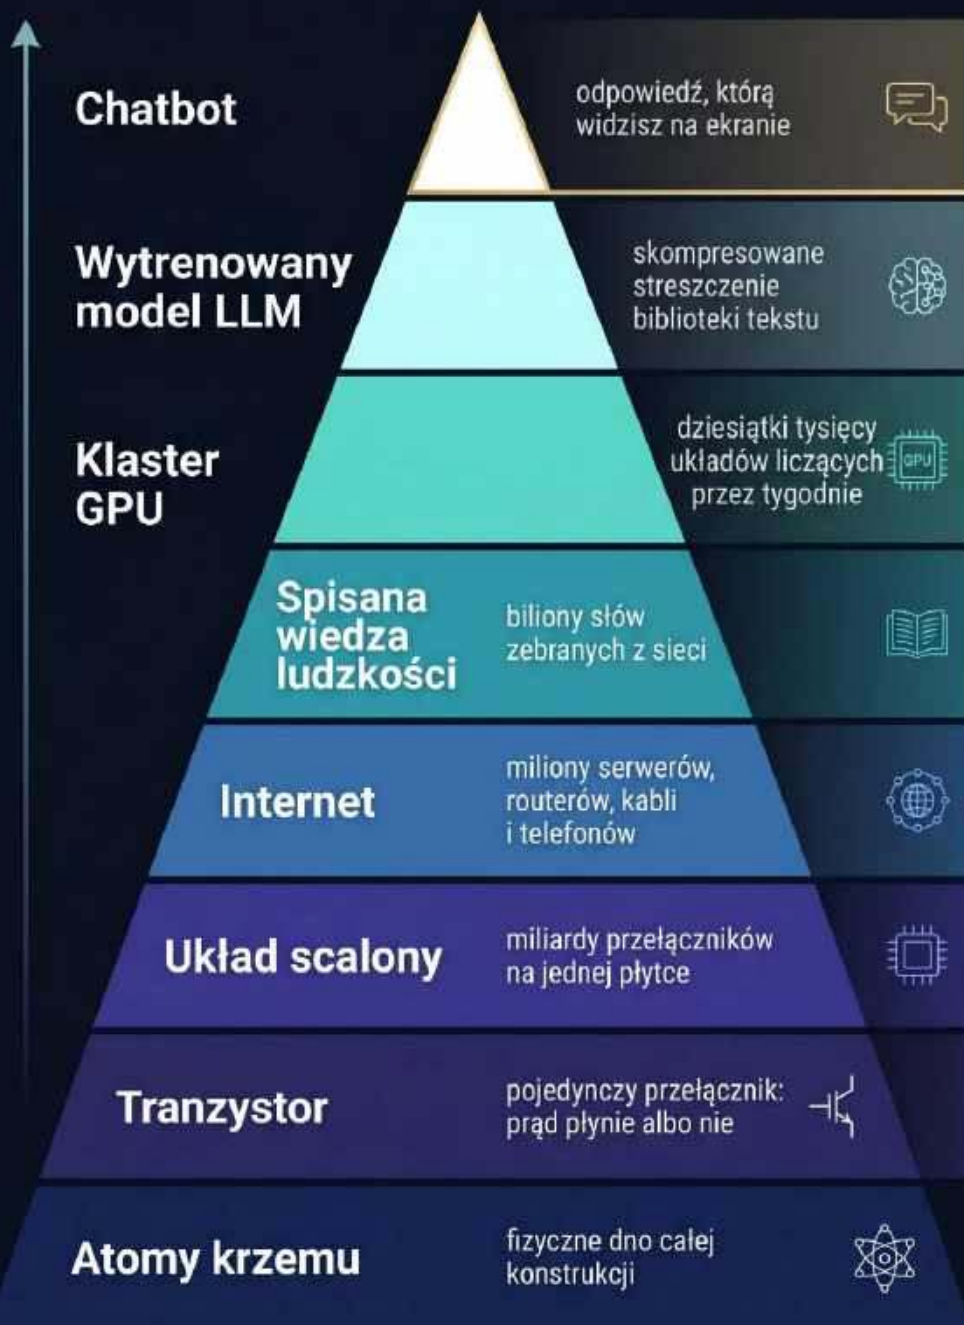 Chatbot
odpowiedź, którą
widzisz na ekranie
Wytrenowany
model LLM
skompresowane
streszczenie
biblioteki tekstu
Klaster
GPU
dziesiątki tysięcy
układów liczących
przez tygodnie
GPU
Spisana
wiedza
ludzkości
biliony słów
zebranych z sieci
Internet
miliony serwerów,
routerów, kabli
i telefonów
Układ scalony
miliardy przełączników
na jednej płytce
Tranzystor
pojedynczy przełącznik:
prąd płynie albo nie
Atomy krzemu
fizyczne dno całej
konstrukcji